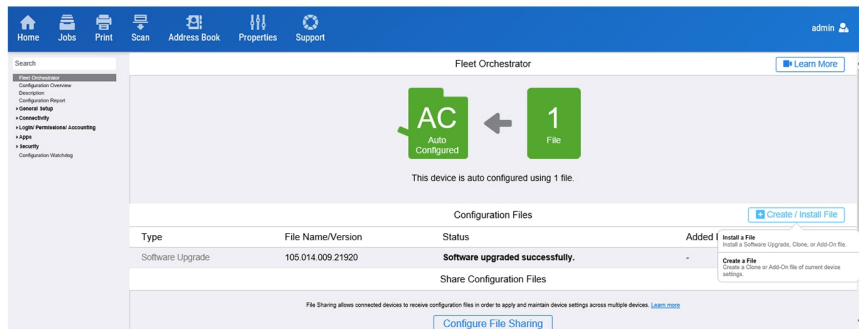 Home
Jobs
Print
Scan
Address Book
Properties
Support
admin
Search
Fleet Orchestrator
Configuration Overview
Description
Configuration Report
General Setup
Connectivity
Login/ Permissions/ Accounting
Apps
Security
Configuration Watchdog
Fleet Orchestrator
Learn More
AC
Auto
Configured
1
File
This device is auto configured using 1 file.
Configuration Files
Create / Install File
Type File Name/Version Status Added
Install a File
Install a Software Upgrade, Clone, or Add-On file.
Create a File
Create a Clone or Add-On file of current device
settings.
Software Upgrade 105.014.009.21920 Software upgraded successfully. -
Share Configuration Files
File Sharing allows connected devices to receive configuration files in order to apply and maintain device settings across multiple devices. Learn more
Configure File Sharing